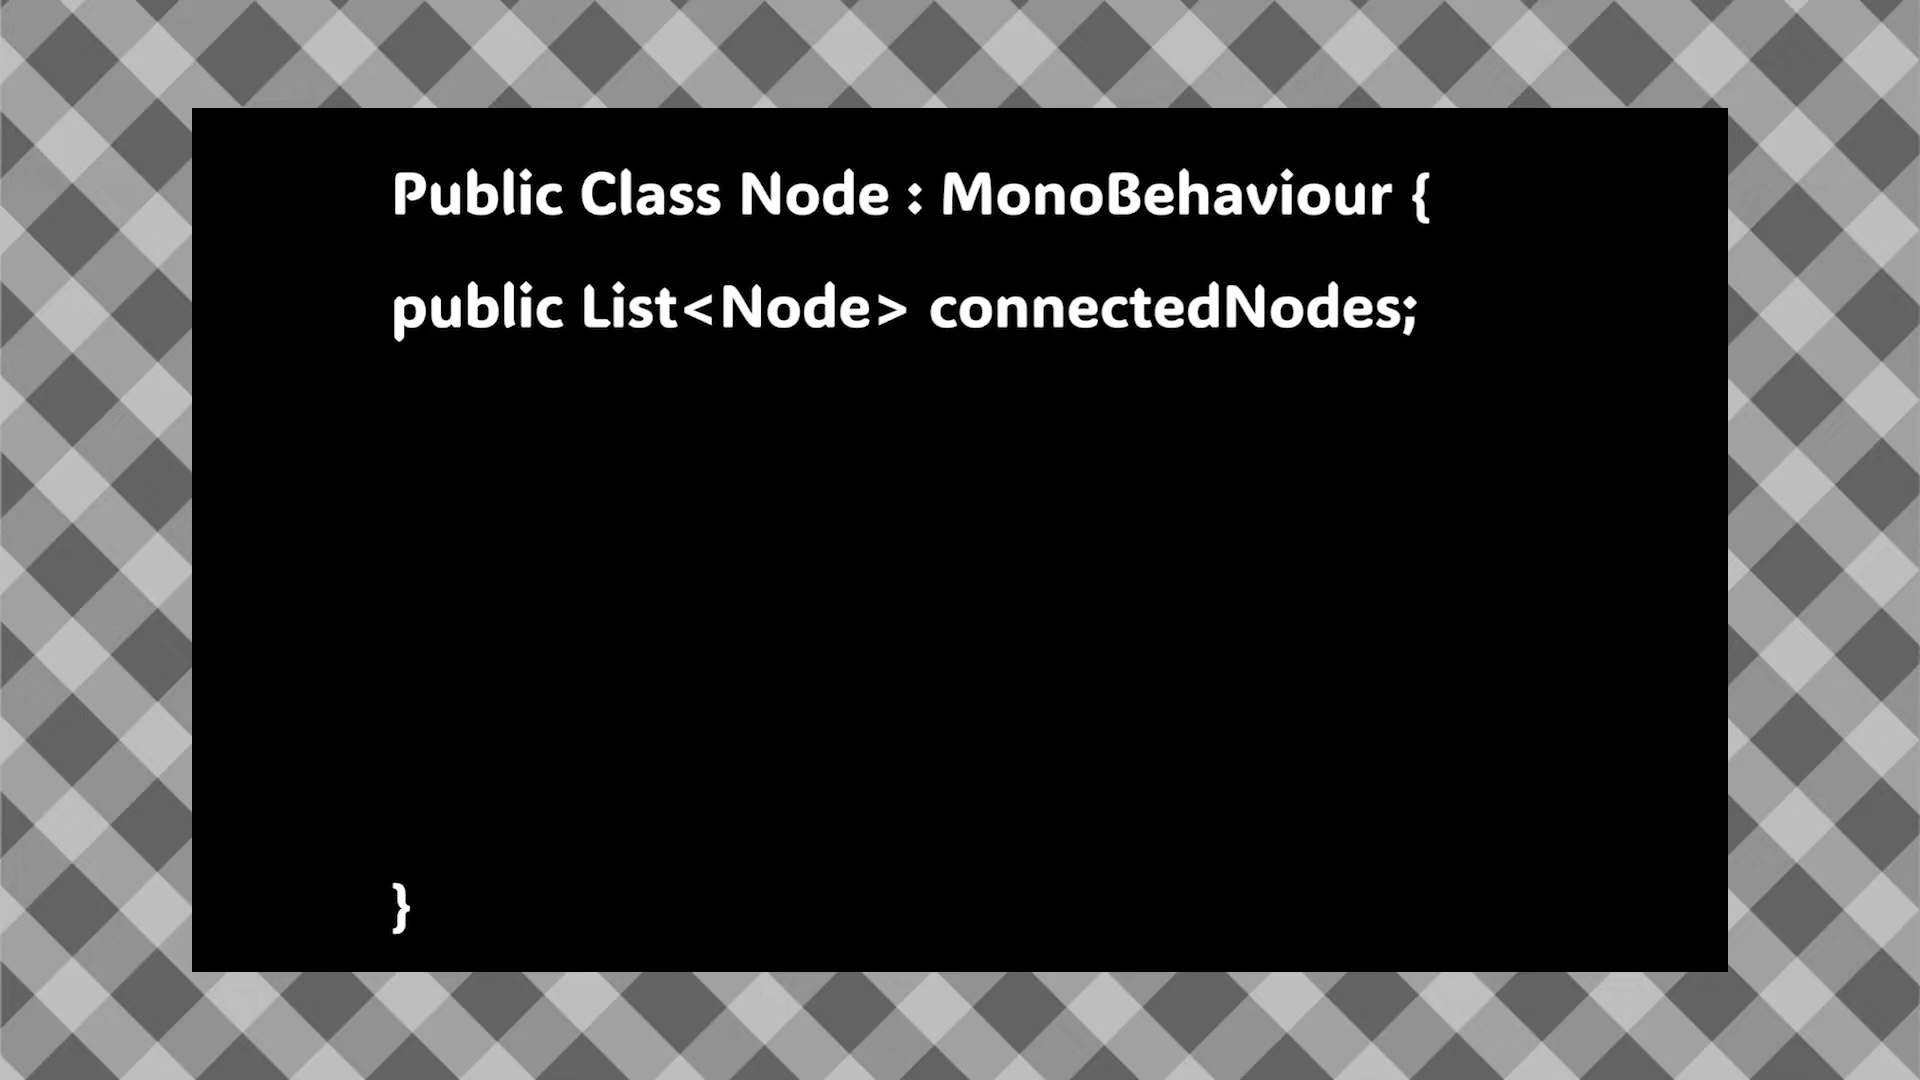 Public Class Node : MonoBehaviour {
public List<Node> connectedNodes;
}